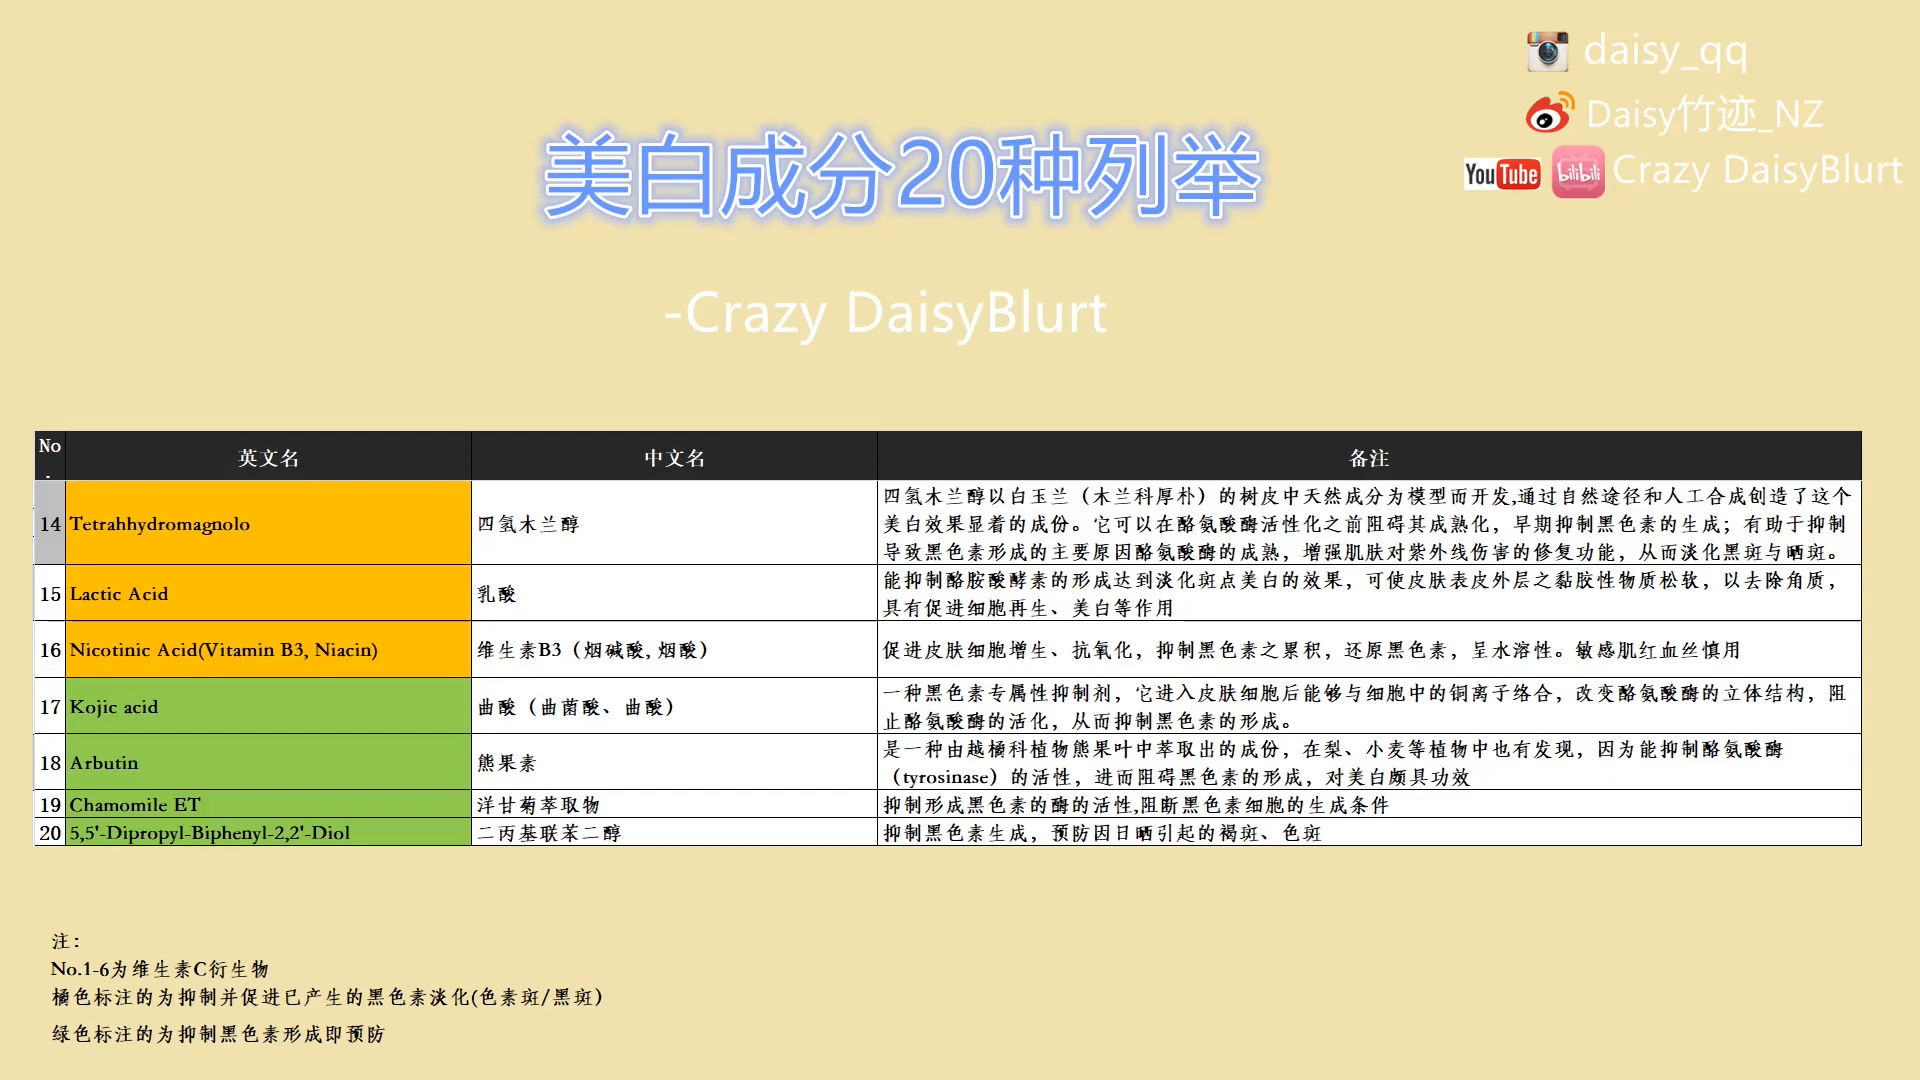 daisy_qq
Daisy竹迹_NZ
YouTube bilibili Crazy DaisyBlurt
美白成分20种列举
-Crazy DaisyBlurt
No. 英文名 中文名 备注
14 Tetrahhydromagnolo 四氢木兰醇 四氢木兰醇以白玉兰（木兰科厚朴）的树皮中天然成分为模型而开发,通过自然途径和人工合成创造了这个
美白效果显着的成份。它可以在酪氨酸酶活性化之前阻碍其成熟化，早期抑制黑色素的生成；有助于抑制
导致黑色素形成的主要原因酪氨酸酶的成熟，增强肌肤对紫外线伤害的修复功能，从而淡化黑斑与晒斑。
15 Lactic Acid 乳酸 能抑制酪胺酸酵素的形成达到淡化斑点美白的效果，可使皮肤表皮外层之黏胶性物质松软，以去除角质，
具有促进细胞再生、美白等作用
16 Nicotinic Acid(Vitamin B3, Niacin) 维生素B3（烟碱酸, 烟酸） 促进皮肤细胞增生、抗氧化，抑制黑色素之累积，还原黑色素，呈水溶性。敏感肌红血丝慎用
17 Kojic acid 曲酸（曲菌酸、曲酸） 一种黑色素专属性抑制剂，它进入皮肤细胞后能够与细胞中的铜离子络合，改变酪氨酸酶的立体结构，阻
止酪氨酸酶的活化，从而抑制黑色素的形成。
18 Arbutin 熊果素 是一种由越橘科植物熊果叶中萃取出的成份，在梨、小麦等植物中也有发现，因为能抑制酪氨酸酶
（tyrosinase）的活性，进而阻碍黑色素的形成，对美白颇具功效
19 Chamomile ET 洋甘菊萃取物 抑制形成黑色素的酶的活性,阻断黑色素细胞的生成条件
20 5,5'-Dipropyl-Biphenyl-2,2'-Diol 二丙基联苯二醇 抑制黑色素生成，预防因日晒引起的褐斑、色斑
注：
No.1-6为维生素C衍生物
橘色标注的为抑制并促进已产生的黑色素淡化(色素斑/黑斑）
绿色标注的为抑制黑色素形成即预防